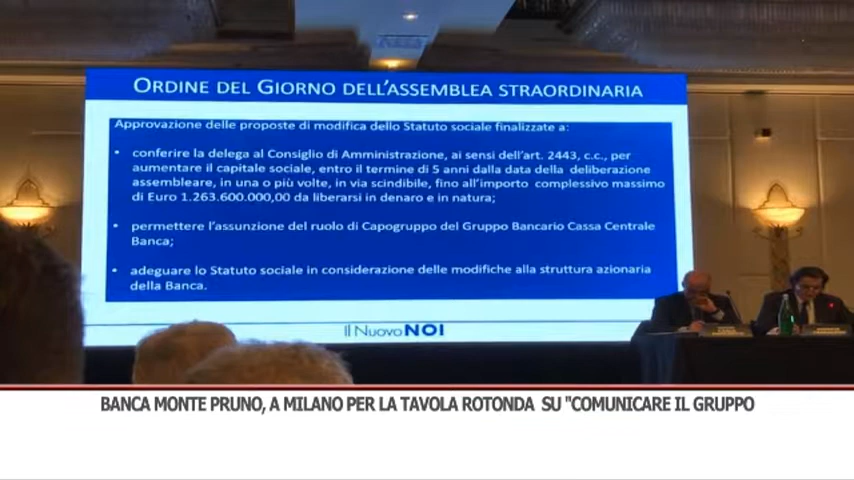 ORDINE DEL GIORNO DELL'ASSEMBLEA STRAORDINARIA
Approvazione delle proposte di modifica dello Statuto sociale finalizzate a:
• conferire la delega al Consiglio di Amministrazione, ai sensi dell'art. 2443, c.c., per
aumentare il capitale sociale, entro il termine di 5 anni dalla data della deliberazione
assembleare, in una o più volte, in via scindibile, fino all'importo complessivo massimo
di Euro 1.263.600.000,00 da liberarsi in denaro e in natura;
• permettere l'assunzione del ruolo di Capogruppo del Gruppo Bancario Cassa Centrale
Banca;
• adeguare lo Statuto sociale in considerazione delle modifiche alla struttura azionaria
della Banca.
Il Nuovo NOI
BANCA MONTE PRUNO, A MILANO PER LA TAVOLA ROTONDA SU "COMUNICARE IL GRUPPO